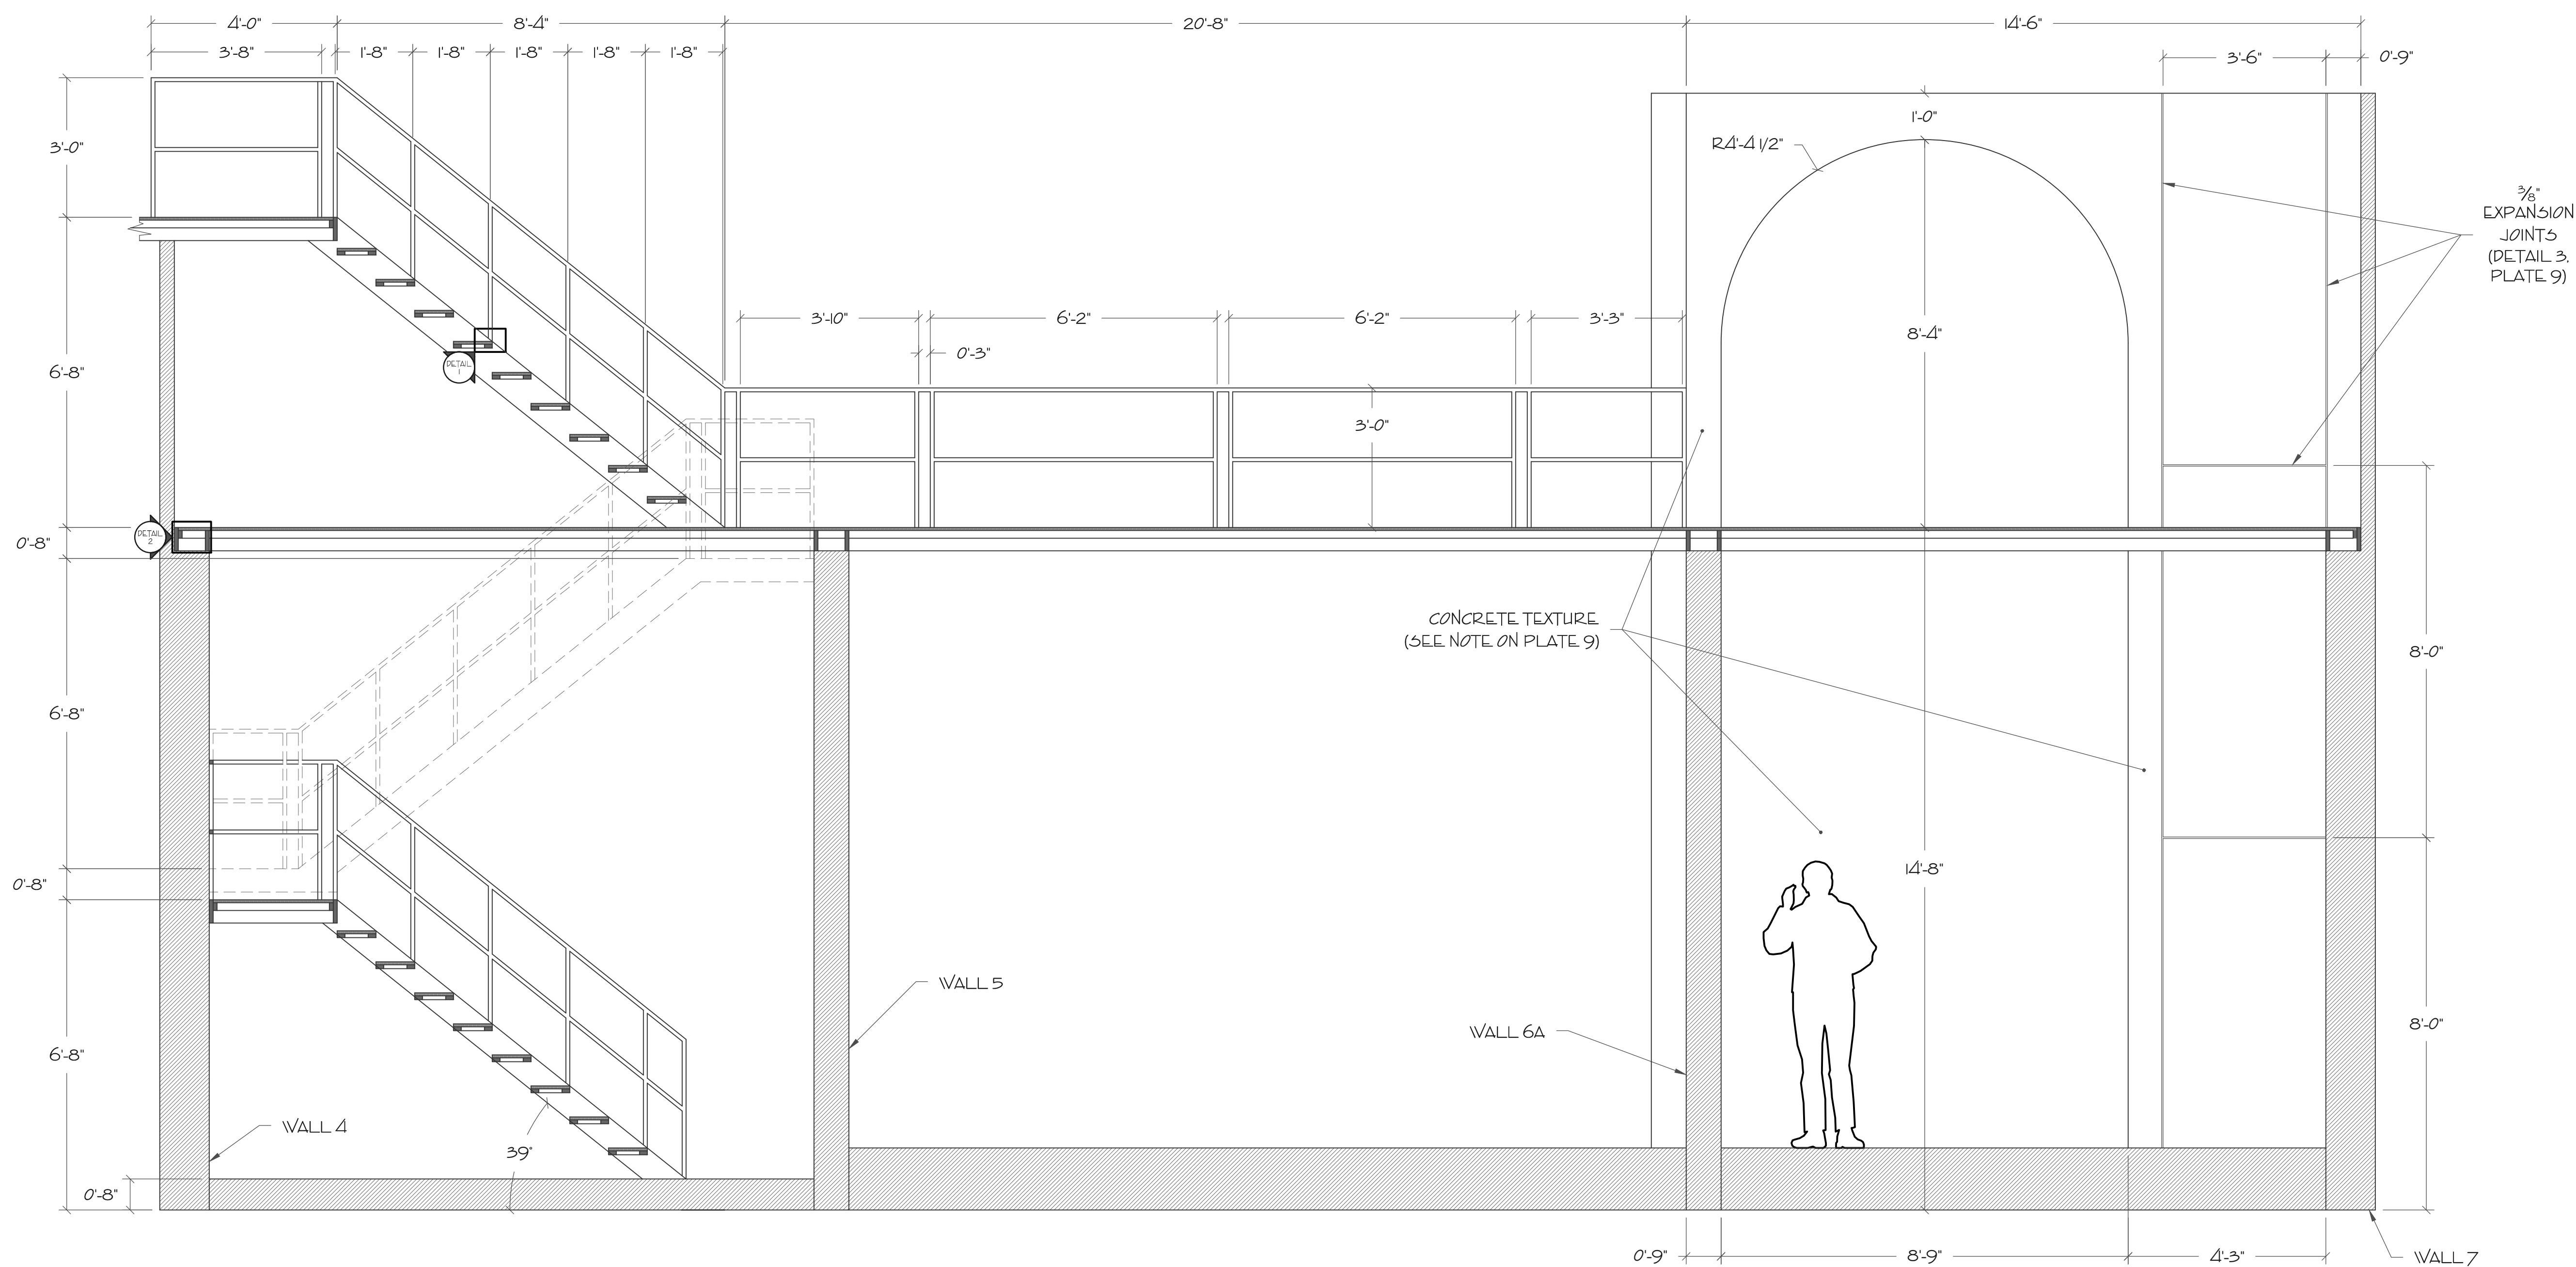 4'-0"
8'-4"
20'-8"
14'-6"
3'-8"
1'-8"
1'-8"
1'-8"
1'-8"
1'-8"
3'-6"
0'-9"
1'-0"
R4'-4 1/2"
3'-0"
3/8"
EXPANSION
JOINTS
(DETAIL 3,
PLATE 9)
3'-10"
6'-2"
6'-2"
3'-3"
8'-4"
0'-3"
DETAIL
1
6'-8"
3'-0"
DETAIL
2
0'-8"
CONCRETE TEXTURE
(SEE NOTE ON PLATE 9)
8'-0"
6'-8"
14'-8"
0'-8"
WALL 5
WALL 6A
8'-0"
6'-8"
WALL 4
39°
0'-8"
0'-9"
8'-9"
4'-3"
WALL 7